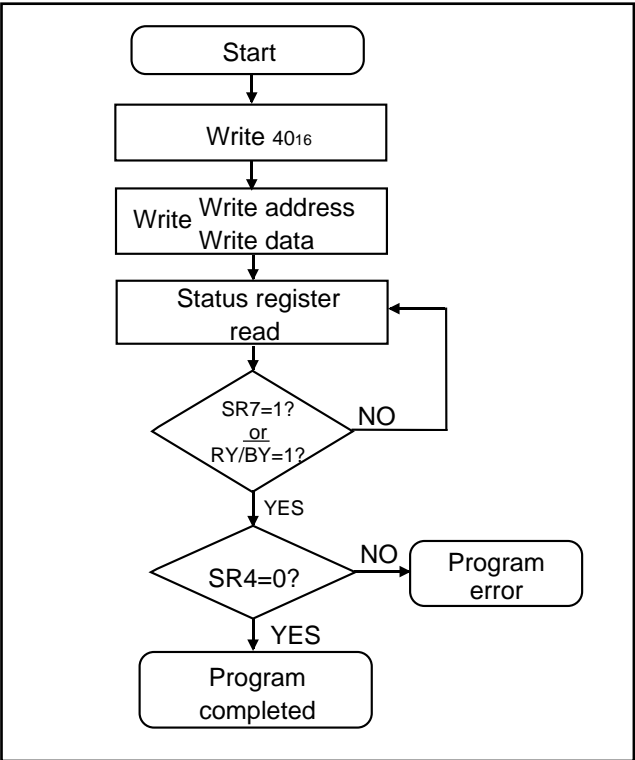 Start
Write 40₁₆
Write Write address
Write data
Status register
read
SR7=1?
or
RY/B̅Y̅=1?
NO
YES
SR4=0?
NO
Program
error
YES
Program
completed